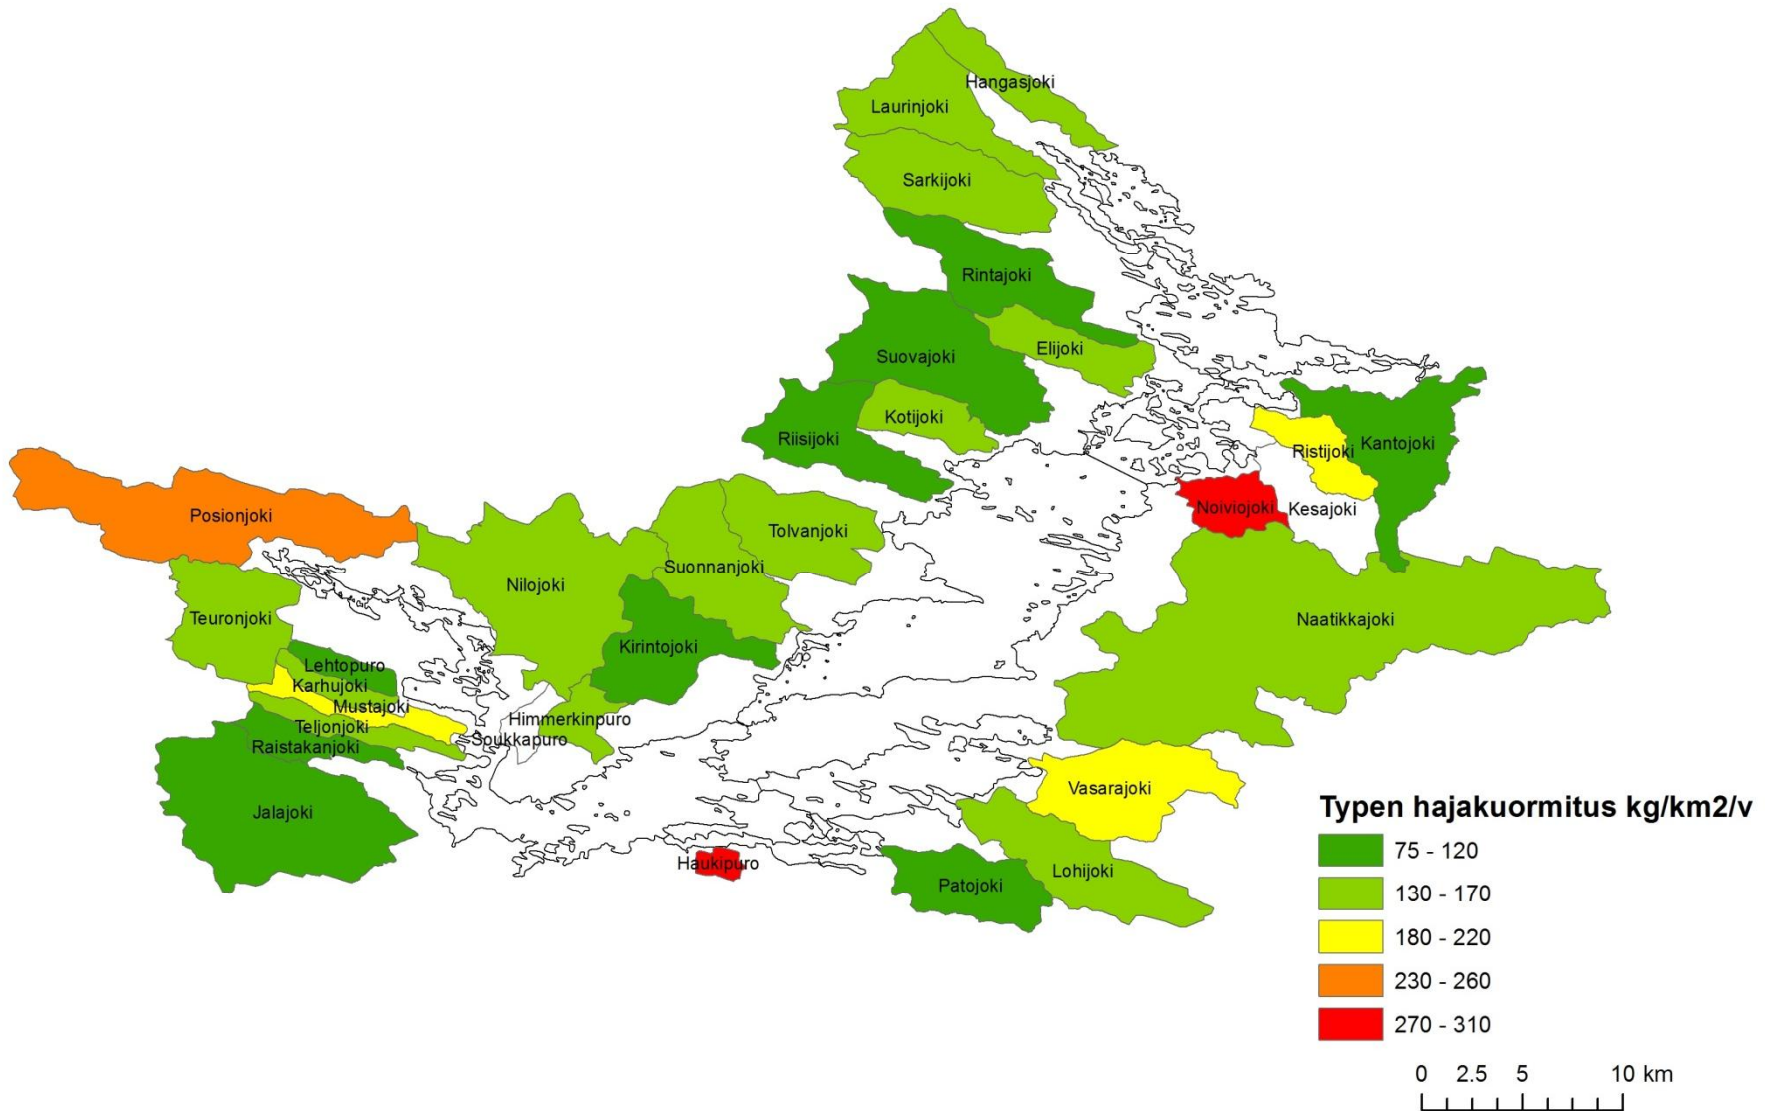 Hangasjoki
Laurinjoki
Sarkijoki
Rintajoki
Elijoki
Suovajoki
Kotijoki
Riisijoki
Kantojoki
Ristijoki
Noiviojoki
Kesajoki
Posionjoki
Tolvanjoki
Suonnanjoki
Nilojoki
Naatikkajoki
Teuronjoki
Kirintojoki
Lehtopuro
Karhujoki
Mustajoki
Himmerkinpuro
Teljonjoki
Soukkapuro
Raistakanjoki
Vasarajoki
Jalajoki
Haukipuro
Lohijoki
Patojoki
Typen hajakuormitus kg/km2/v
75 - 120
130 - 170
180 - 220
230 - 260
270 - 310
0 2.5 5 10 km